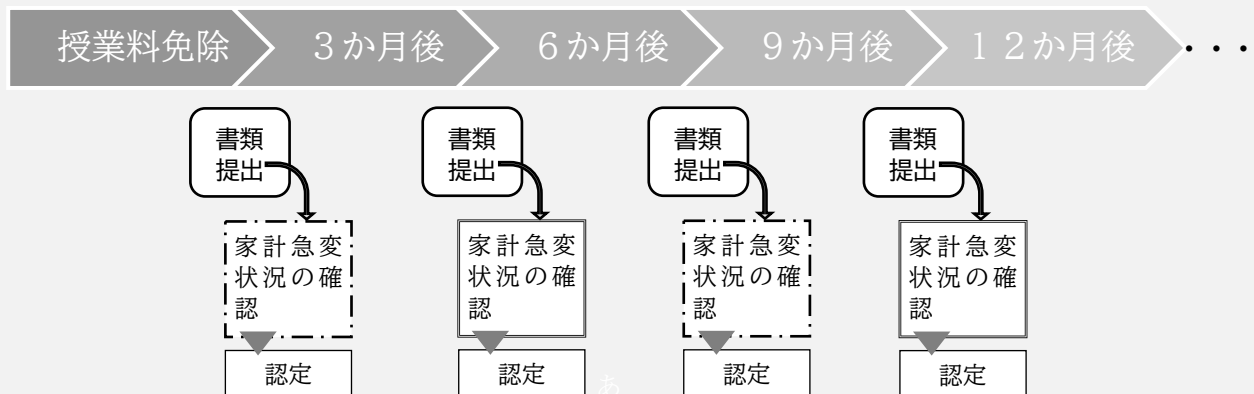 授業料免除 3か月後 6か月後 9か月後 12か月後 ・・・
書類 書類 書類 書類
提出 提出 提出 提出
家計急変 家計急変 家計急変 家計急変
状況の確 状況の確 状況の確 状況の確
認 認 認 認
認定 認定 認定 認定
あ